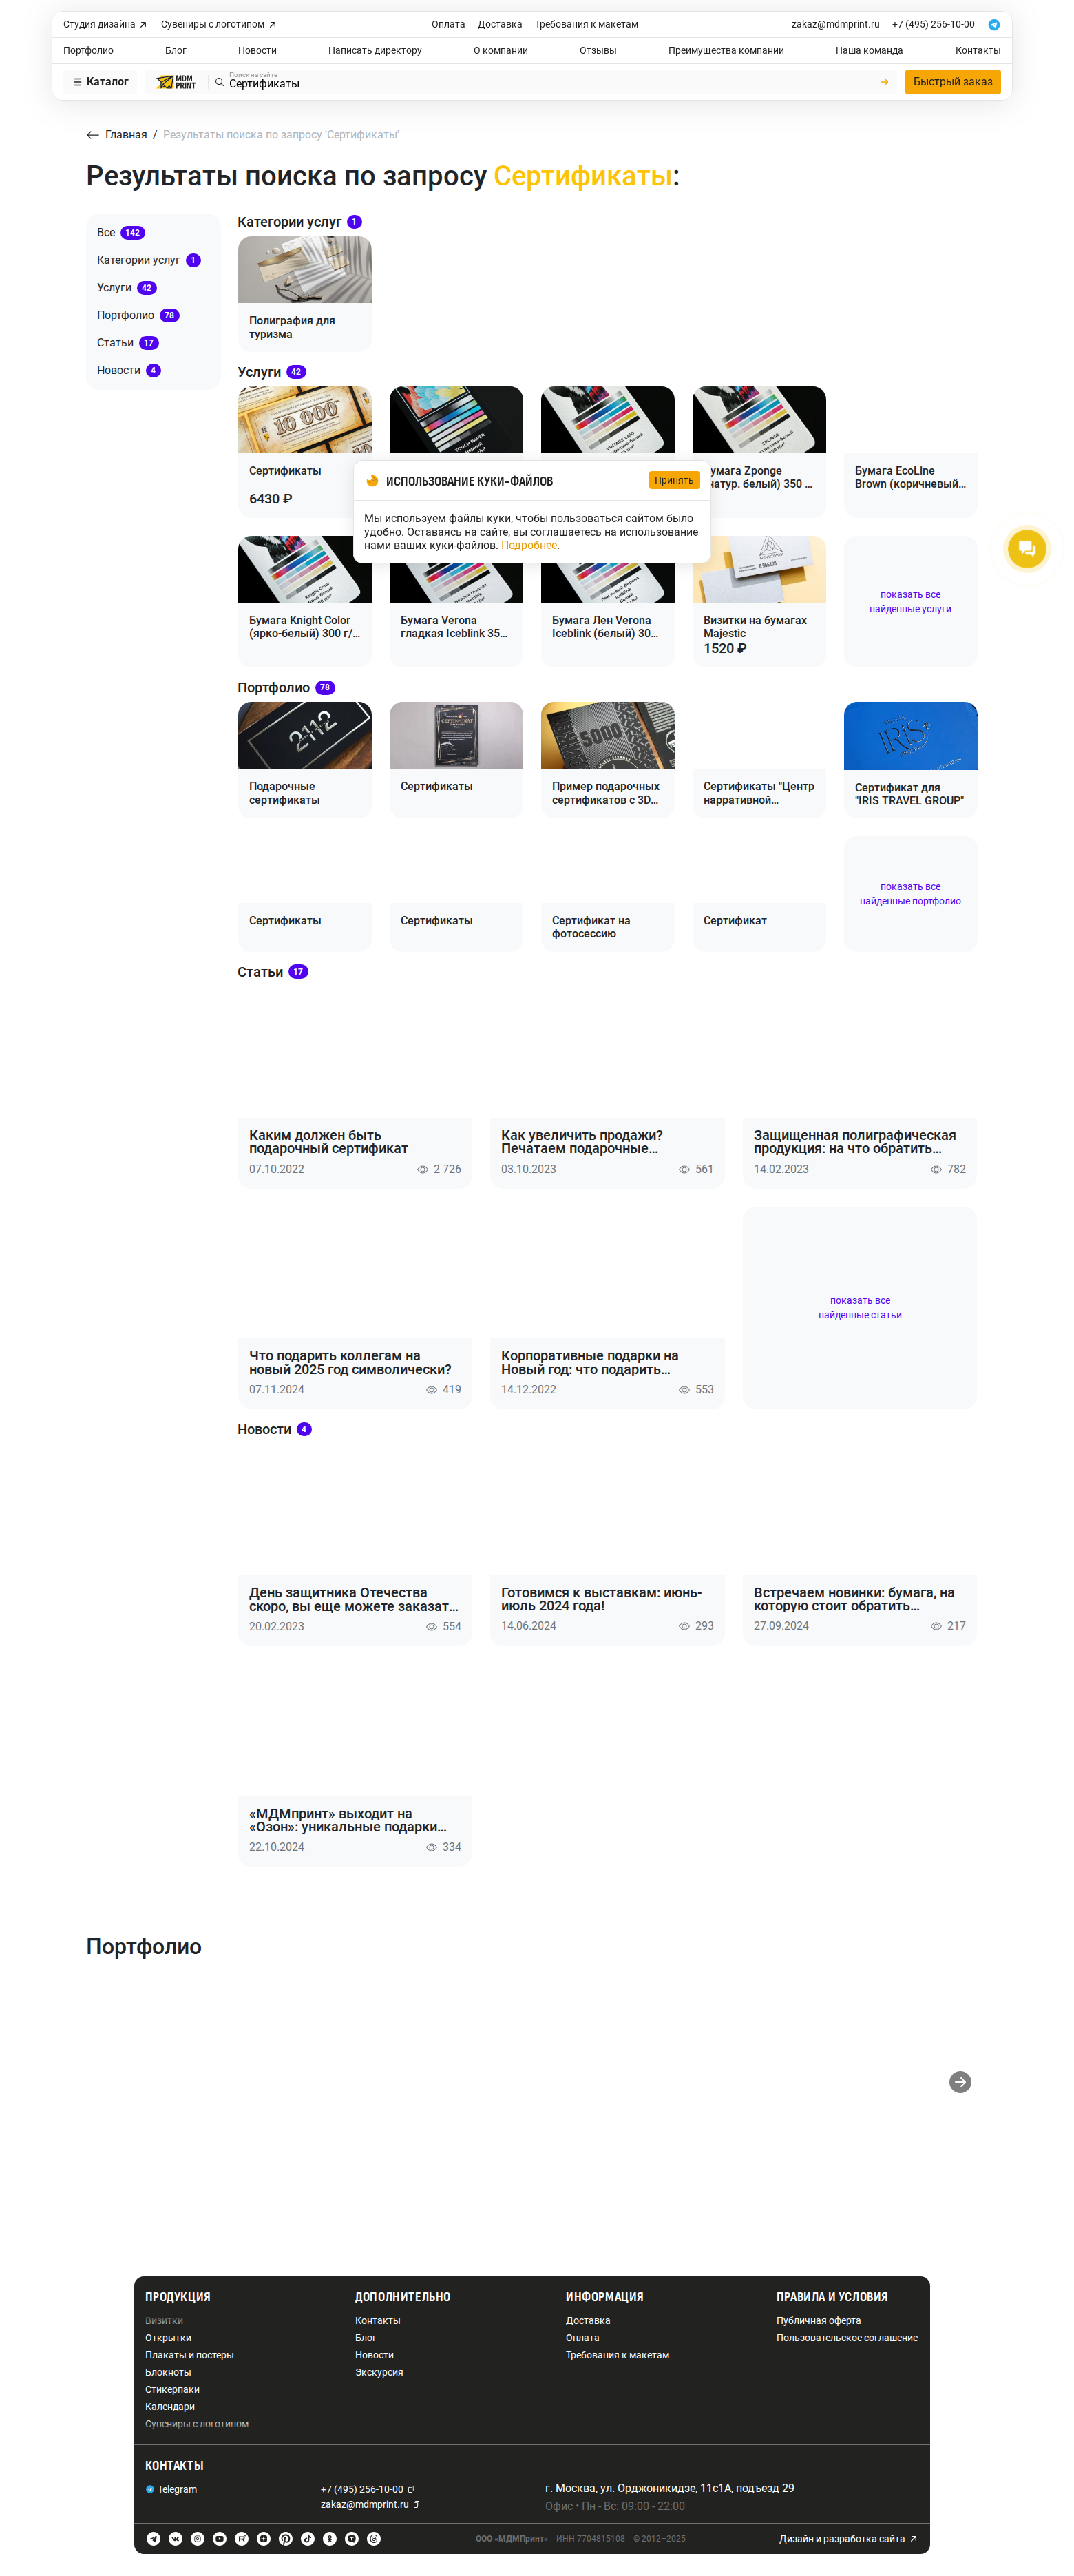 Студия дизайна
Сувениры с логотипом
Оплата
Доставка
Требования к макетам
zakaz@mdmprint.ru
+7 (495) 256-10-00
Портфолио
Блог
Новости
Написать директору
О компании
Отзывы
Преимущества компании
Наша команда
Контакты
Каталог
MDM
PRINT
Поиск на сайте
Сертификаты
Быстрый заказ
Главная / Результаты поиска по запросу 'Сертификаты'
Результаты поиска по запросу Сертификаты:
Все 142
Категории услуг 1
Услуги 42
Портфолио 78
Статьи 17
Новости 4
Категории услуг 1
Полиграфия для
туризма
Услуги 42
10 000
TOUCH PAPER
VINTAGE LAID
ZPONGE
Сертификаты
6430 ₽
Бумага Zponge
(натур. белый) 350 ...
Бумага EcoLine
Brown (коричневый...
ИСПОЛЬЗОВАНИЕ КУКИ-ФАЙЛОВ
Принять
Мы используем файлы куки, чтобы пользоваться сайтом было
удобно. Оставаясь на сайте, вы соглашаетесь на использование
нами ваших куки-файлов. Подробнее.
Бумага Knight Color
(ярко-белый) 300 г/...
Бумага Verona
гладкая Iceblink 35...
Бумага Лен Verona
Iceblink (белый) 30...
Визитки на бумагах
Majestic
1520 ₽
показать все
найденные услуги
Портфолио 78
2112
5000
IRIS
Подарочные
сертификаты
Сертификаты
Пример подарочных
сертификатов с 3D...
Сертификаты "Центр
нарративной...
Сертификат для
"IRIS TRAVEL GROUP"
Сертификаты
Сертификаты
Сертификат на
фотосессию
Сертификат
показать все
найденные портфолио
Статьи 17
Каким должен быть
подарочный сертификат
07.10.2022
2 726
Как увеличить продажи?
Печатаем подарочные...
03.10.2023
561
Защищенная полиграфическая
продукция: на что обратить...
14.02.2023
782
Что подарить коллегам на
новый 2025 год символически?
07.11.2024
419
Корпоративные подарки на
Новый год: что подарить...
14.12.2022
553
показать все
найденные статьи
Новости 4
День защитника Отечества
скоро, вы еще можете заказат...
20.02.2023
554
Готовимся к выставкам: июнь-
июль 2024 года!
14.06.2024
293
Встречаем новинки: бумага, на
которую стоит обратить...
27.09.2024
217
«МДМпринт» выходит на
«Озон»: уникальные подарки...
22.10.2024
334
Портфолио
ПРОДУКЦИЯ
Визитки
Открытки
Плакаты и постеры
Блокноты
Стикерпаки
Календари
Сувениры с логотипом
ДОПОЛНИТЕЛЬНО
Контакты
Блог
Новости
Экскурсия
ИНФОРМАЦИЯ
Доставка
Оплата
Требования к макетам
ПРАВИЛА И УСЛОВИЯ
Публичная оферта
Пользовательское соглашение
КОНТАКТЫ
Telegram
+7 (495) 256-10-00
zakaz@mdmprint.ru
г. Москва, ул. Орджоникидзе, 11с1А, подъезд 29
Офис • Пн - Вс: 09:00 - 22:00
ООО «МДМПринт» ИНН 7704815108 © 2012–2025
Дизайн и разработка сайта